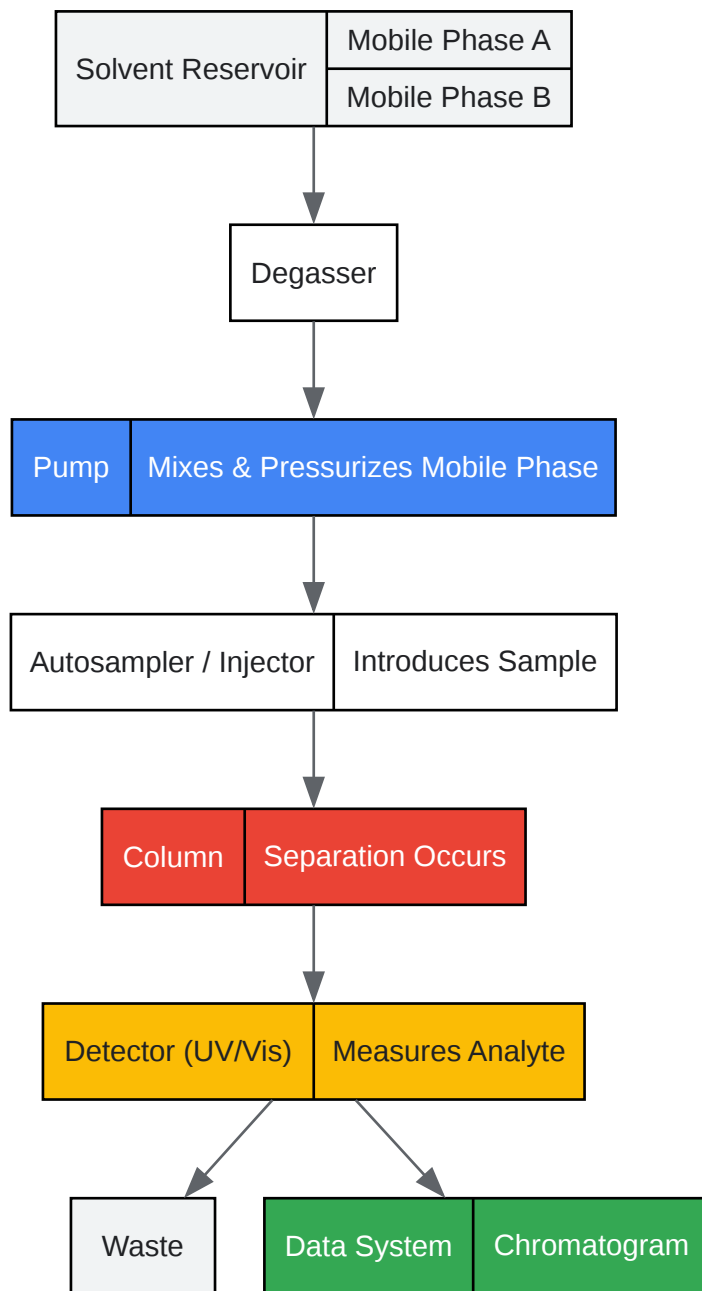 Solvent Reservoir
Mobile Phase A
Mobile Phase B
Degasser
Pump
Mixes & Pressurizes Mobile Phase
Autosampler / Injector
Introduces Sample
Column
Separation Occurs
Detector (UV/Vis)
Measures Analyte
Waste
Data System
Chromatogram